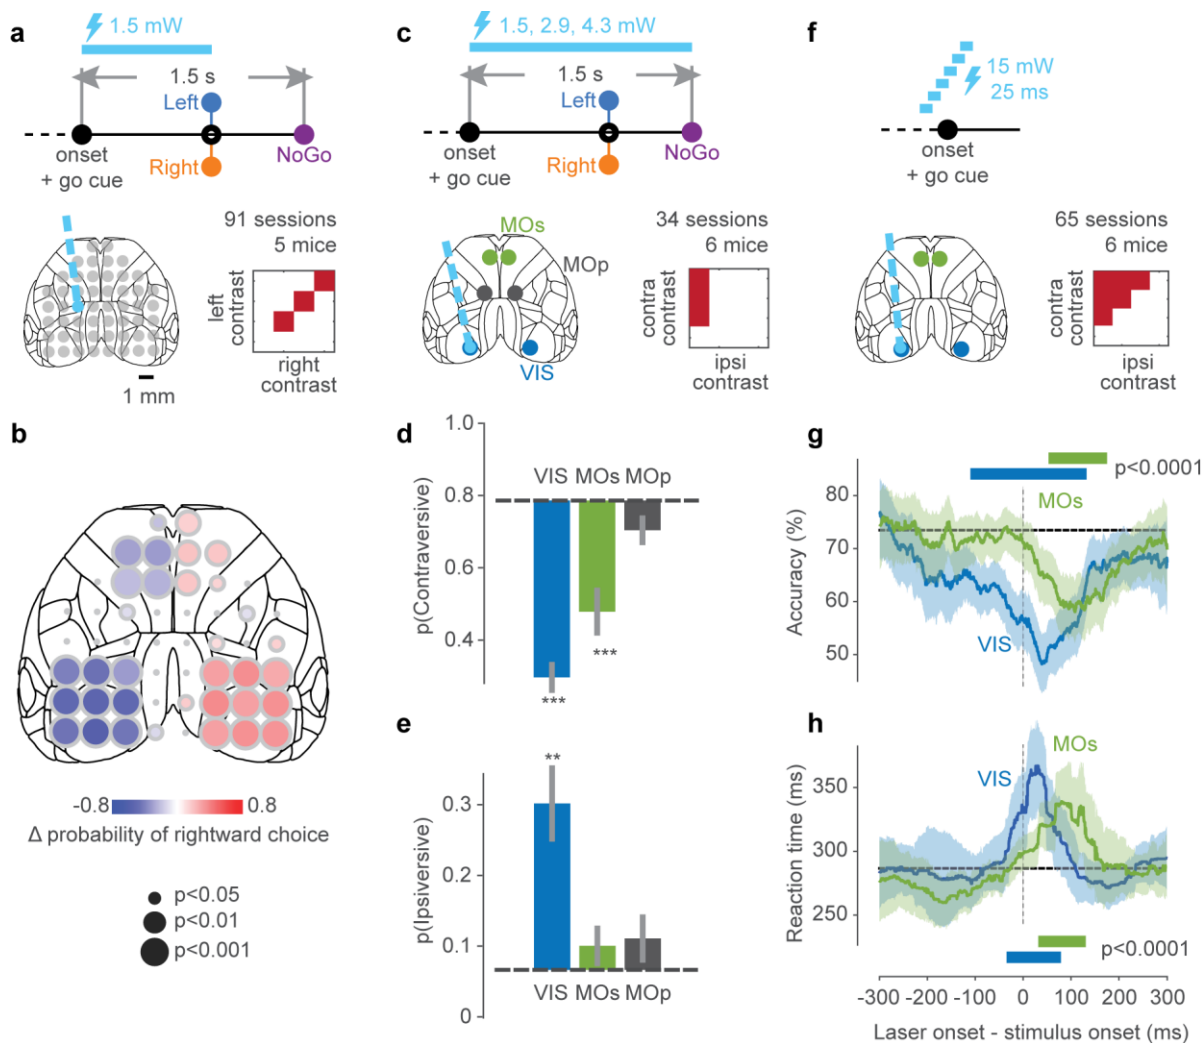 a
1.5 mW
1.5 s
Left
onset
+ go cue
Right
NoGo
91 sessions
5 mice
left
contrast
right
contrast
1 mm
b
-0.8
0.8
Δ probability of rightward choice
p<0.05
p<0.01
p<0.001
c
1.5, 2.9, 4.3 mW
1.5 s
Left
onset
+ go cue
Right
NoGo
MOs
MOp
VIS
34 sessions
6 mice
contra
contrast
ipsi
contrast
d
p(Contraversive)
1.0
0.8
0.6
0.4
VIS
MOs
MOp
***
***
e
p(Ipsiversive)
0.3
0.2
0.1
0
**
VIS
MOs
MOp
f
15 mW
25 ms
onset
+ go cue
65 sessions
6 mice
contra
contrast
ipsi
contrast
g
p<0.0001
MOs
VIS
Accuracy (%)
80
70
60
50
h
MOs
VIS
Reaction time (ms)
350
300
250
p<0.0001
-300
-200
-100
0
100
200
300
Laser onset - stimulus onset (ms)